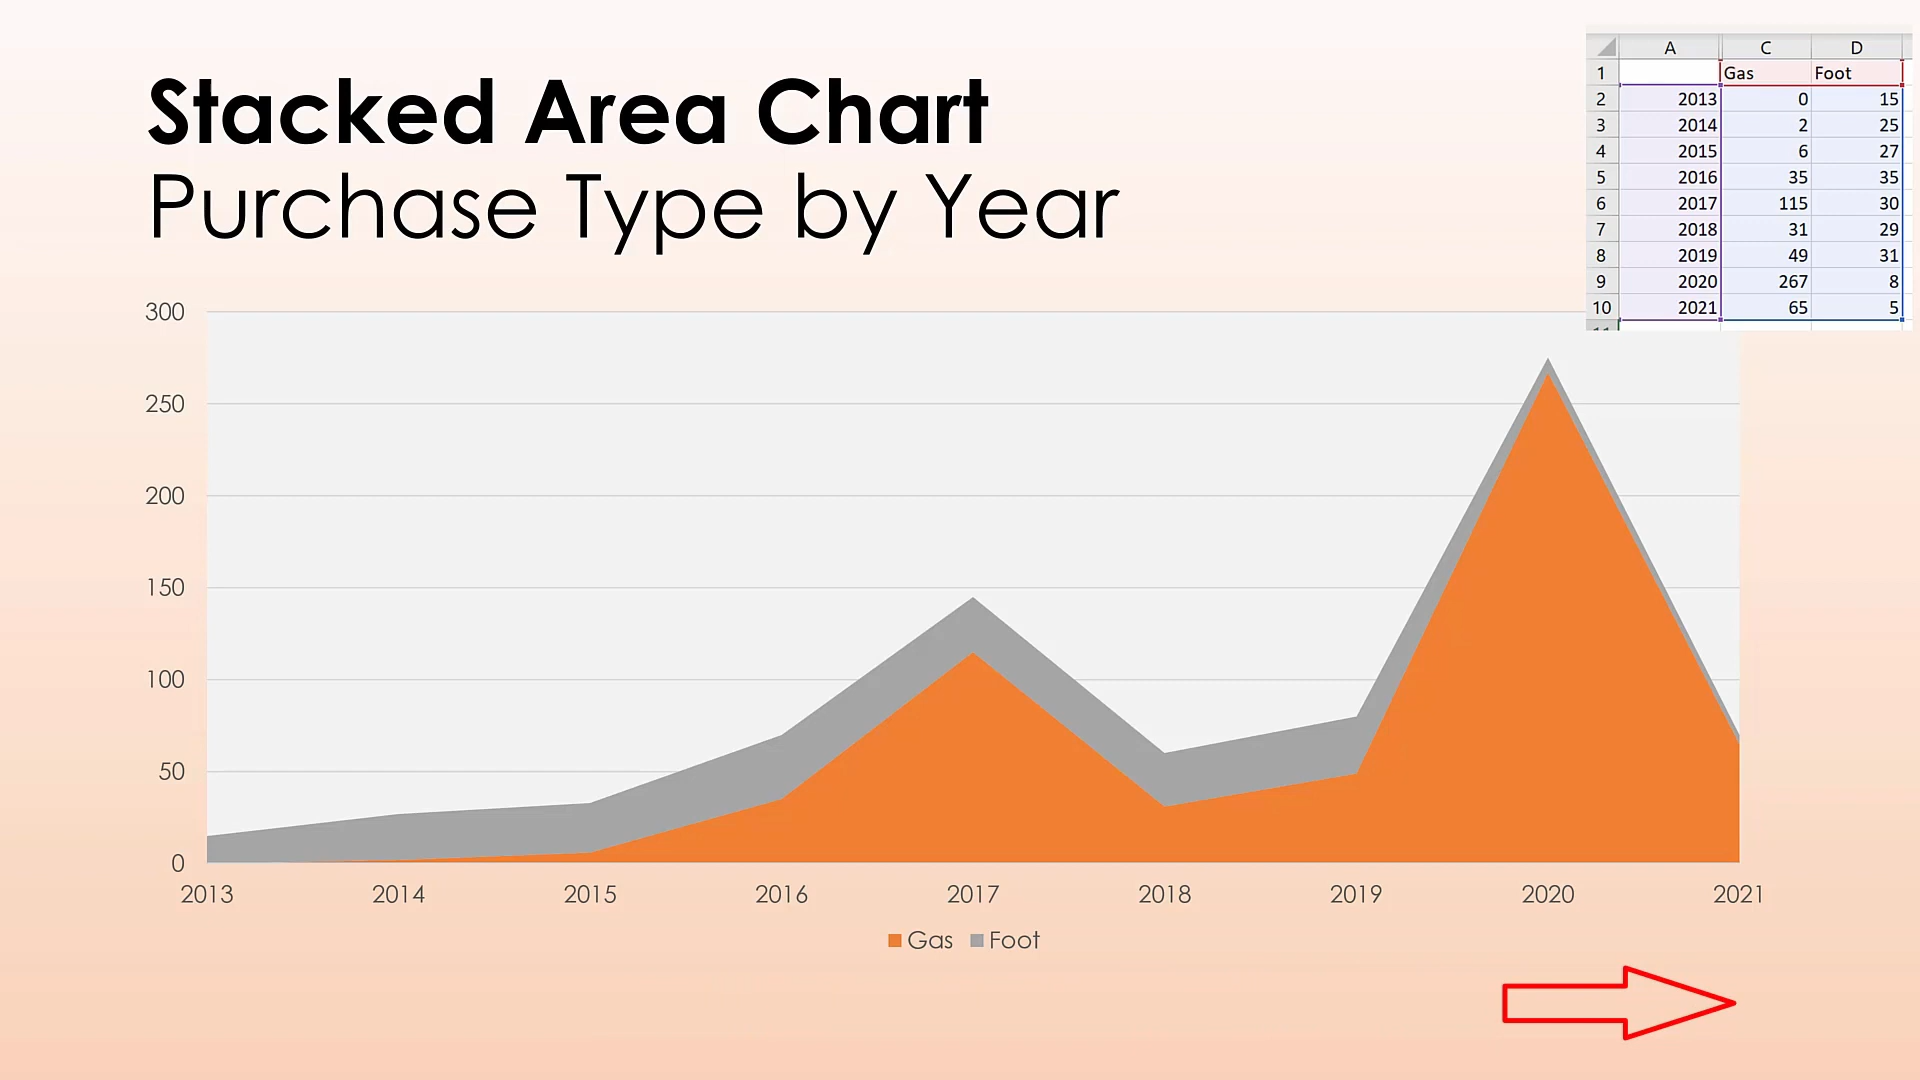 Stacked Area Chart
Purchase Type by Year
A C D
1 Gas Foot
2 2013 0 15
3 2014 2 25
4 2015 6 27
5 2016 35 35
6 2017 115 30
7 2018 31 29
8 2019 49 31
9 2020 267 8
10 2021 65 5
300
250
200
150
100
50
0
2013 2014 2015 2016 2017 2018 2019 2020 2021
Gas Foot